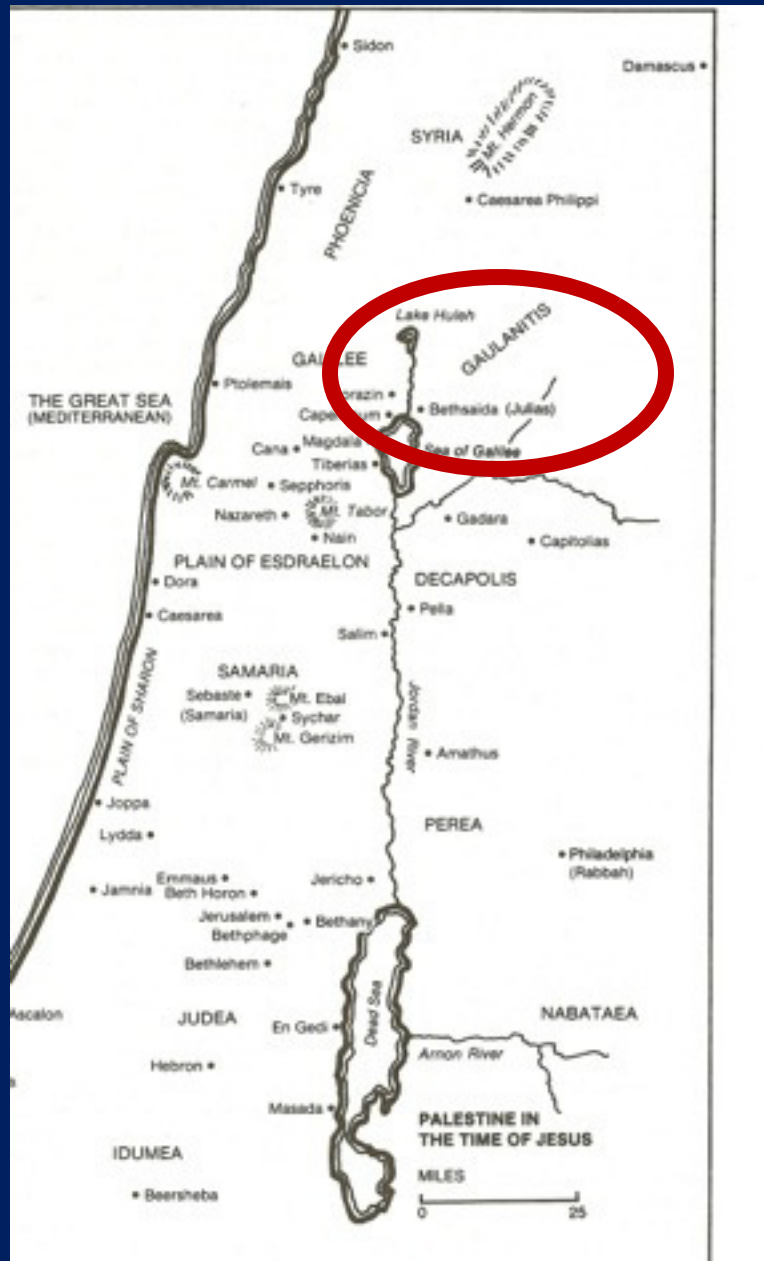 Sidon
Damascus
SYRIA
Mt. Hermon
Tyre
PHOENICIA
Caesarea Philippi
Lake Huleh
GAULANITIS
GALILEE
Ptolemais
orazin
THE GREAT SEA
(MEDITERRANEAN)
Bethsaida (Julias)
Magdala
Cana
Sea of Galilee
Tiberias
Mt. Carmel
Sepphoris
Nazareth
Mt. Tabor
Gadara
Nain
Capitolias
PLAIN OF ESDRAELON
DECAPOLIS
Dora
Pella
Caesarea
Salim
PLAIN OF SHARON
SAMARIA
Sebaste
(Samaria)
Mt. Ebal
Sychar
Mt. Gerizim
Jordan River
Amathus
Joppa
PEREA
Lydda
Philadelphia
(Rabbah)
Emmaus
Jericho
Jamnia
Beth Horon
Jerusalem
Bethany
Bethphage
Bethlehem
Dead Sea
Ascalon
JUDEA
En Gedi
NABATAEA
Arnon River
Hebron
s
Masada
PALESTINE IN
THE TIME OF JESUS
IDUMEA
MILES
Beersheba
0 25